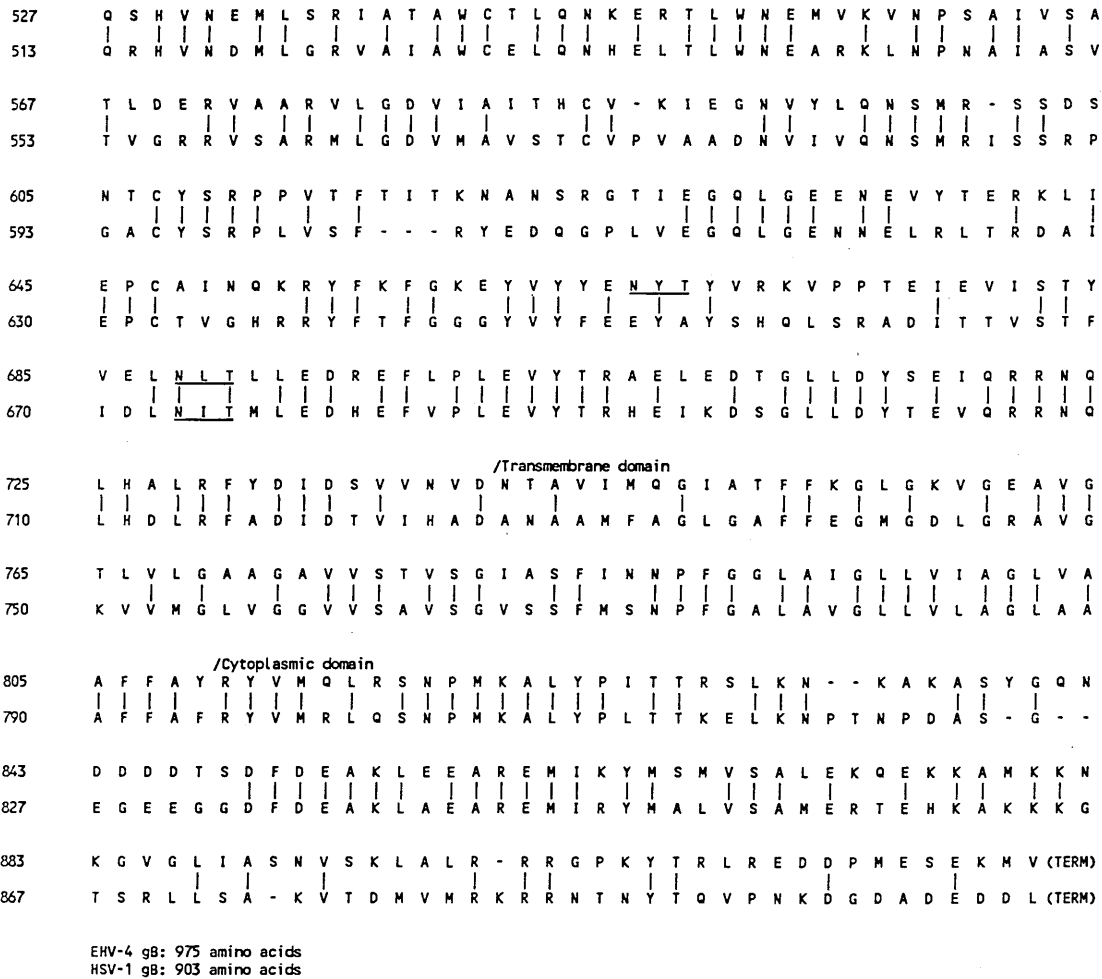 527 Q S H V N E M L S R I A T A W C T L Q N K E R T L W N E M V K V N P S A I V S A
513 Q R H V N D M L G R V A I A W C E L Q N H E L T L W N E A R K L N P N A I A S V
567 T L D E R V A A R V L G D V I A I T H C V - K I E G N V Y L Q N S M R - S S D S
553 T V G R R V S A R M L G D V M A V S T C V P V A A D N V I V Q N S M R I S S R P
605 N T C Y S R P P V T F T I T K N A N S R G T I E G Q L G E E N E V Y T E R K L I
593 G A C Y S R P L V S F - - - R Y E D Q G P L V E G Q L G E N N E L R L T R D A I
645 E P C A I N Q K R Y F K F G K E Y V Y Y E N Y T Y V R K V P P T E I E V I S T Y
630 E P C T V G H R R Y F T F G G G Y V Y F E E Y A Y S H Q L S R A D I T T V S T F
685 V E L N L T L L E D R E F L P L E V Y T R A E L E D T G L L D Y S E I Q R R N Q
670 I D L N I T M L E D H E F V P L E V Y T R H E I K D S G L L D Y T E V Q R R N Q
/Transmembrane domain
725 L H A L R F Y D I D S V V N V D N T A V I M Q G I A T F F K G L G K V G E A V G
710 L H D L R F A D I D T V I H A D A N A A M F A G L G A F F E G M G D L G R A V G
765 T L V L G A A G A V V S T V S G I A S F I N N P F G G L A I G L L V I A G L V A
750 K V V M G L V G G V V S A V S G V S S F M S N P F G A L A V G L L V L A G L A A
/Cytoplasmic domain
805 A F F A Y R Y V M Q L R S N P M K A L Y P I T T R S L K N - - K A K A S Y G Q N
790 A F F A F R Y V M R L Q S N P M K A L Y P L T T K E L K N P T N P D A S - G - -
843 D D D D T S D F D E A K L E E A R E M I K Y M S M V S A L E K Q E K K A M K K N
827 E G E E G G D F D E A K L A E A R E M I R Y M A L V S A M E R T E H K A K K K G
883 K G V G L I A S N V S K L A L R - R R G P K Y T R L R E D D P M E S E K M V (TERM)
867 T S R L L S A - K V T D M V M R K R R N T N Y T Q V P N K D G D A D E D D L (TERM)
EHV-4 gB: 975 amino acids
HSV-1 gB: 903 amino acids